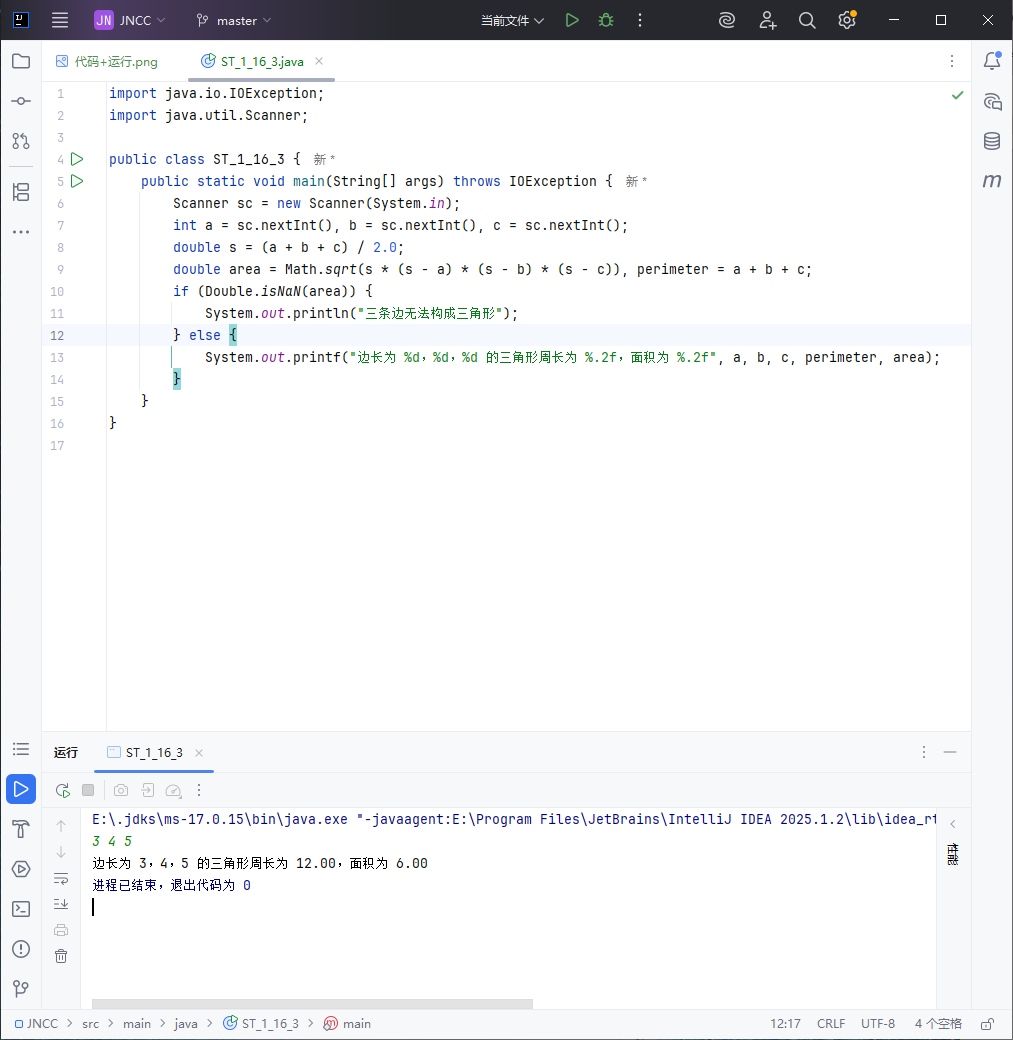 JN JNCC master 当前文件
代码+运行.png ST_1_16_3.java
1 import java.io.IOException;
2 import java.util.Scanner;
3
4 public class ST_1_16_3 { 新 *
5 public static void main(String[] args) throws IOException { 新 *
6 Scanner sc = new Scanner(System.in);
7 int a = sc.nextInt(), b = sc.nextInt(), c = sc.nextInt();
8 double s = (a + b + c) / 2.0;
9 double area = Math.sqrt(s * (s - a) * (s - b) * (s - c)), perimeter = a + b + c;
10 if (Double.isNaN(area)) {
11 System.out.println("三条边无法构成三角形");
12 } else {
13 System.out.printf("边长为 %d，%d，%d 的三角形周长为 %.2f，面积为 %.2f", a, b, c, perimeter, area);
14 }
15 }
16 }
17
m
运行 ST_1_16_3
E:\.jdks\ms-17.0.15\bin\java.exe "-javaagent:E:\Program Files\JetBrains\IntelliJ IDEA 2025.1.2\lib\idea_rt
3 4 5
边长为 3，4，5 的三角形周长为 12.00，面积为 6.00
进程已结束，退出代码为 0
性能
JNCC > src > main > java > ST_1_16_3 > main 12:17 CRLF UTF-8 4 个空格